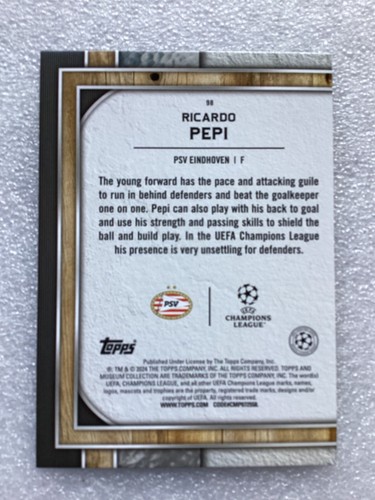 98
RICARDO
PEPI
PSV EINDHOVEN | F
The young forward has the pace and attacking guile
to run in behind defenders and beat the goalkeeper
one on one. Pepi can also play with his back to goal
and use his strength and passing skills to shield the
ball and build play. In the UEFA Champions League
his presence is very unsettling for defenders.
PSV
UEFA
CHAMPIONS
LEAGUE
Topps
Published Under License by The Topps Company, Inc.
®, TM & © 2024 THE TOPPS COMPANY, INC. ALL RIGHTS RESERVED. TOPPS AND
MUSEUM COLLECTION ARE TRADEMARKS OF THE TOPPS COMPANY, INC. The word(s)
UEFA, CHAMPIONS LEAGUE, and all other UEFA Champions League marks, names,
logos, mascots and trophies are the property, registered trade marks, designs and/or
copyright of UEFA. All rights reserved.
WWW.TOPPS.COM